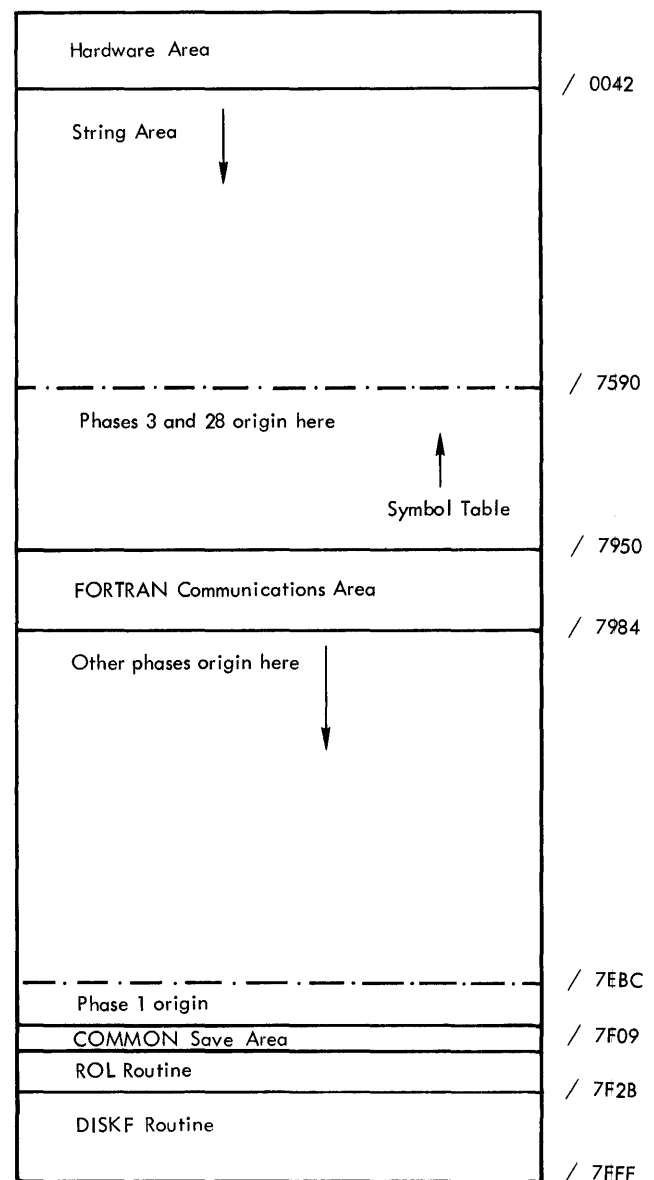 Hardware Area
/ 0042
String Area
/ 7590
Phases 3 and 28 origin here
Symbol Table
/ 7950
FORTRAN Communications Area
/ 7984
Other phases origin here
/ 7EBC
Phase 1 origin
/ 7F09
COMMON Save Area
ROL Routine
/ 7F2B
DISKF Routine
/ 7FFF